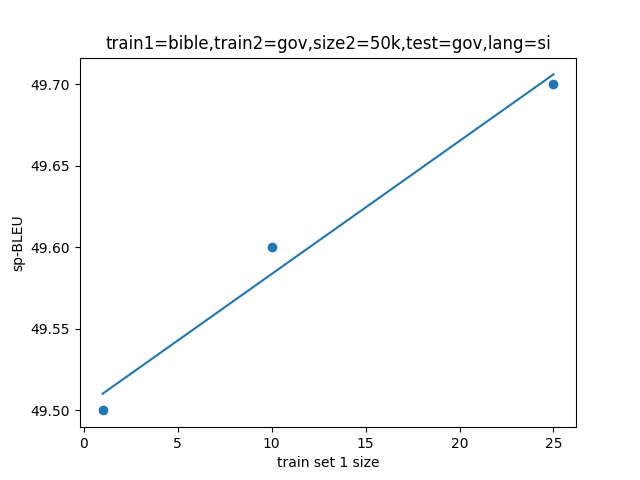 train1=bible,train2=gov,size2=50k,test=gov,lang=si
49.70
49.65
49.60
49.55
49.50
sp-BLEU
0 5 10 15 20 25
train set 1 size